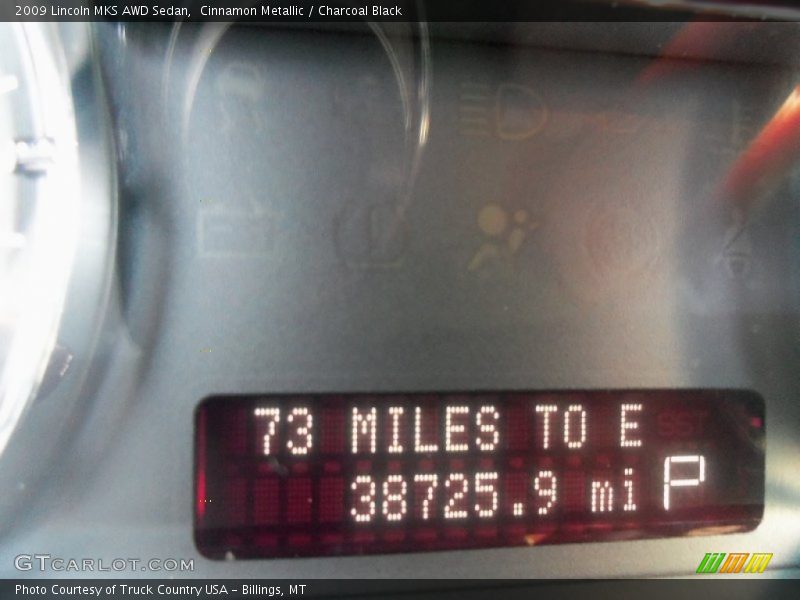 2009 Lincoln MKS AWD Sedan,  Cinnamon Metallic / Charcoal Black
73 MILES TO E
38725.9 mi P
GTCARLOT.COM
Photo Courtesy of Truck Country USA - Billings, MT